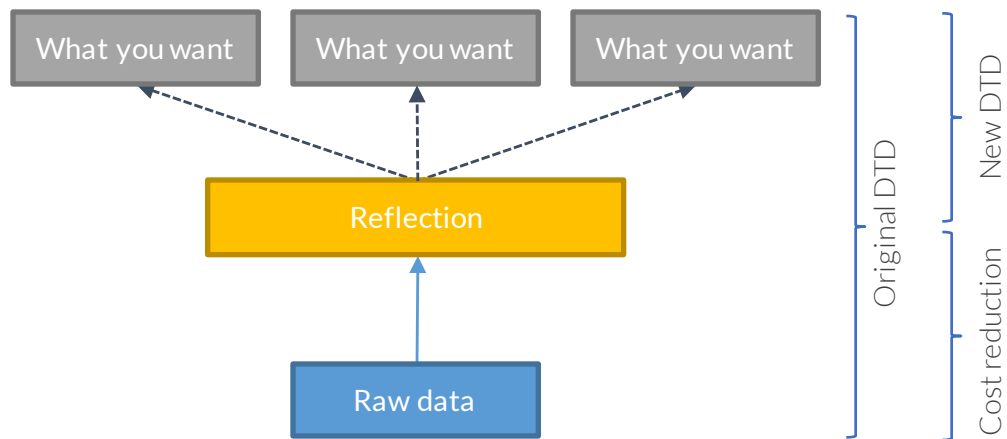 What you want
What you want
What you want
Reflection
Raw data
Original DTD
New DTD
Cost reduction